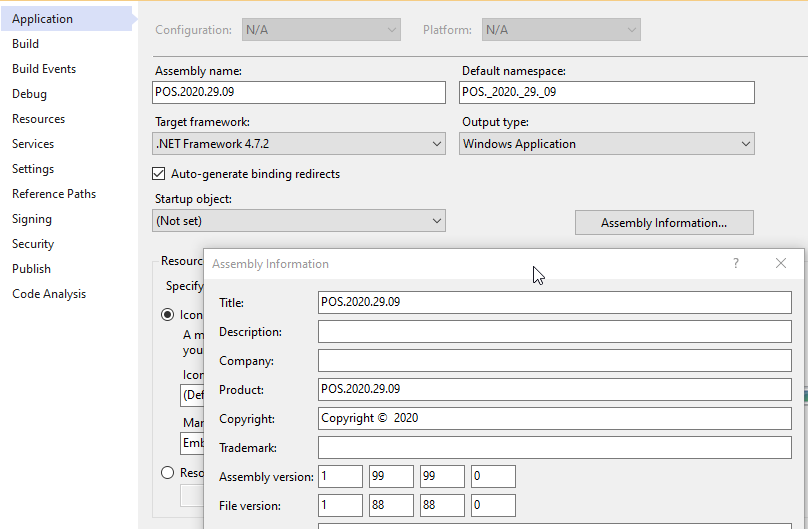 Application
Build
Build Events
Debug
Resources
Services
Settings
Reference Paths
Signing
Security
Publish
Code Analysis
Configuration: N/A Platform: N/A
Assembly name: Default namespace:
POS.2020.29.09 POS._2020._29._09
Target framework: Output type:
.NET Framework 4.7.2 Windows Application
Auto-generate binding redirects
Startup object:
(Not set) Assembly Information...
Resourc
Specify
Icon
A m
you
Icon
(Def
Man
Emb
Reso
Assembly Information ?
Title: POS.2020.29.09
Description:
Company:
Product: POS.2020.29.09
Copyright: Copyright © 2020
Trademark:
Assembly version: 1 99 99 0
File version: 1 88 88 0